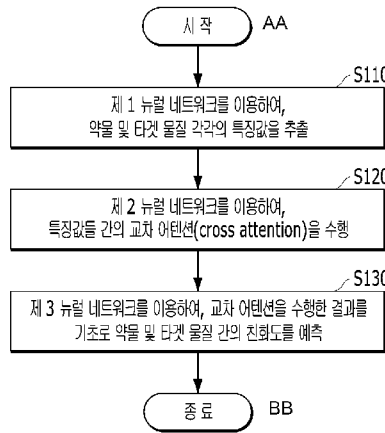 시 작 AA
S110
제 1 뉴럴 네트워크를 이용하여,
약물 및 타겟 물질 각각의 특징값을 추출
S120
제 2 뉴럴 네트워크를 이용하여,
특징값들 간의 교차 어텐션(cross attention)을 수행
S130
제 3 뉴럴 네트워크를 이용하여, 교차 어텐션을 수행한 결과를
기초로 약물 및 타겟 물질 간의 친화도를 예측
종 료 BB